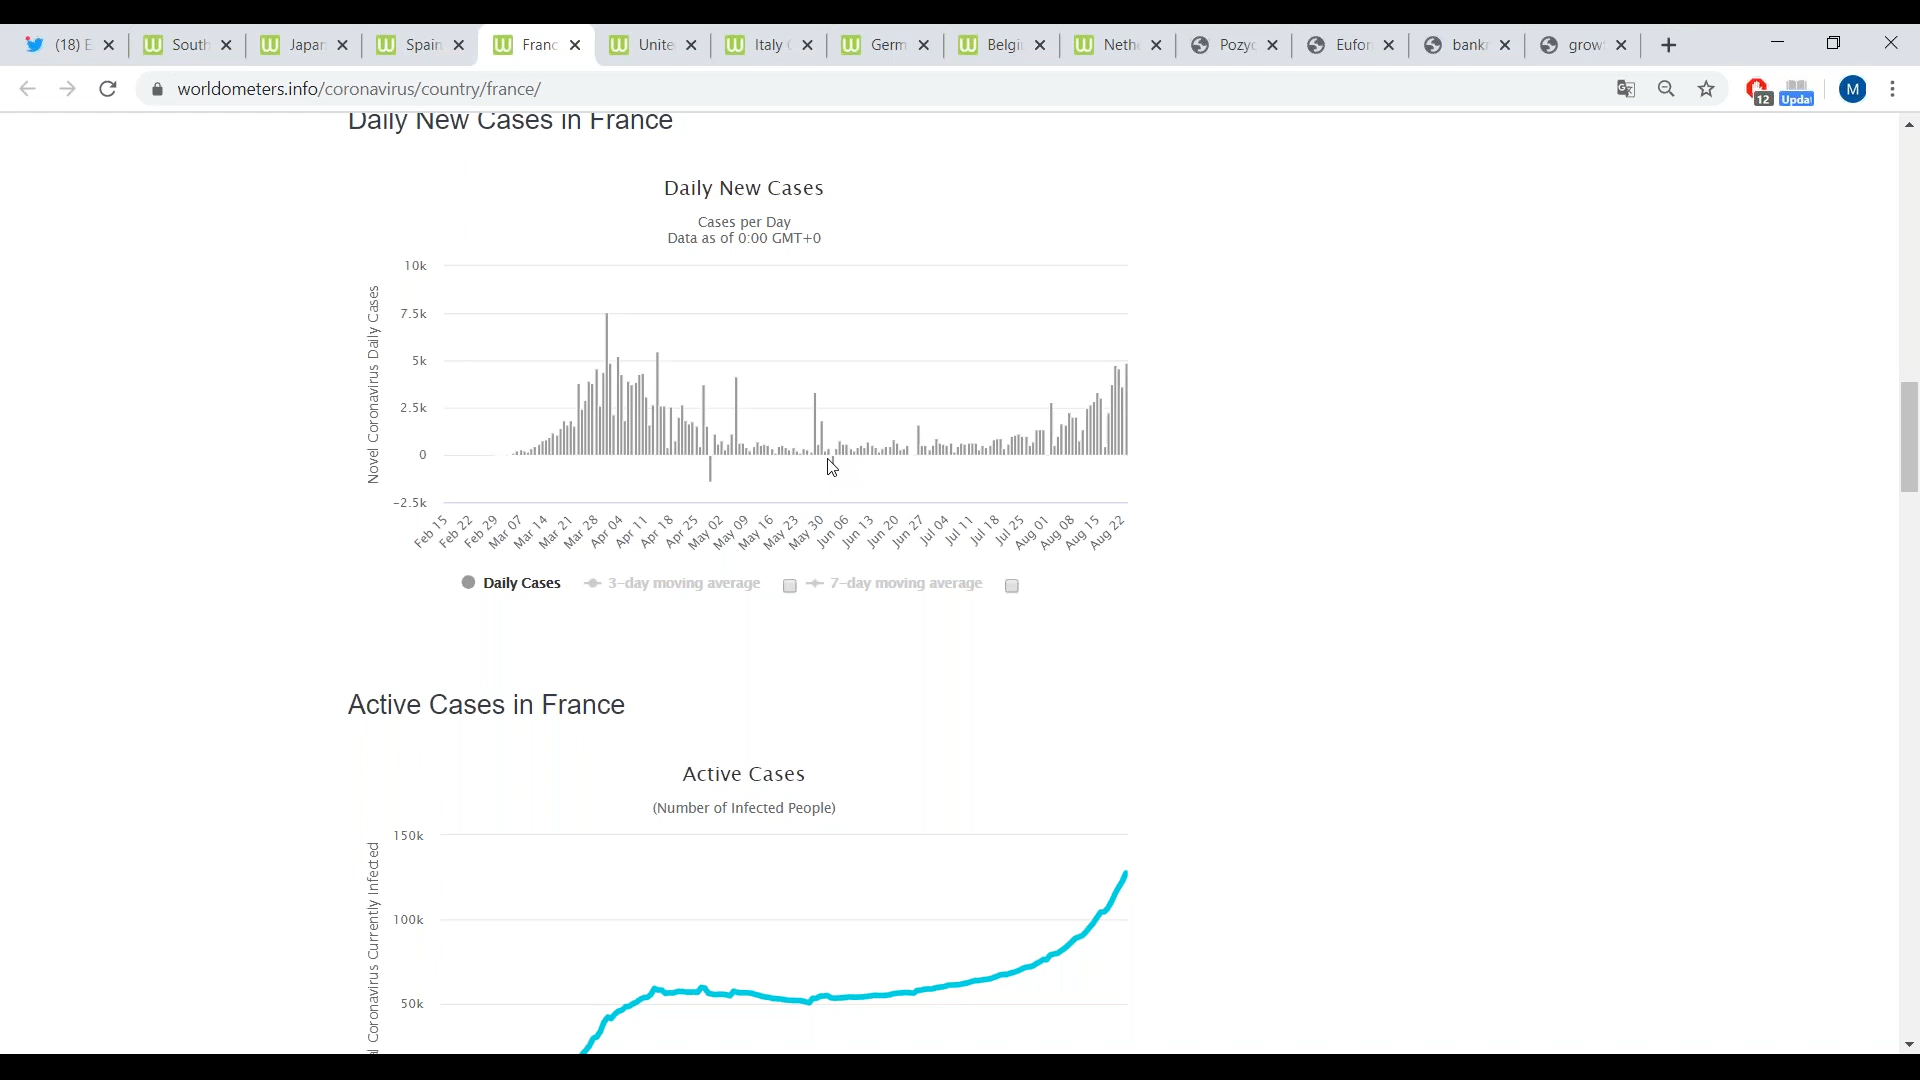 (18) E
South
Japan
Spain
Franc
Unite
Italy (
Germ
Belgi
Neth
Pozyc
Eufor
bankr
grow
worldometers.info/coronavirus/country/france/
12
Updat
M
Daily New Cases in France
Daily New Cases
Cases per Day
Data as of 0:00 GMT+0
Novel Coronavirus Daily Cases
10k
7.5k
5k
2.5k
0
-2.5k
Feb 15
Feb 22
Feb 29
Mar 07
Mar 14
Mar 21
Mar 28
Apr 04
Apr 11
Apr 18
Apr 25
May 02
May 09
May 16
May 23
May 30
Jun 06
Jun 13
Jun 20
Jun 27
Jul 04
Jul 11
Jul 18
Jul 25
Aug 01
Aug 08
Aug 15
Aug 22
Daily Cases
3-day moving average
7-day moving average
Active Cases in France
Active Cases
(Number of Infected People)
Coronavirus Currently Infected
150k
100k
50k